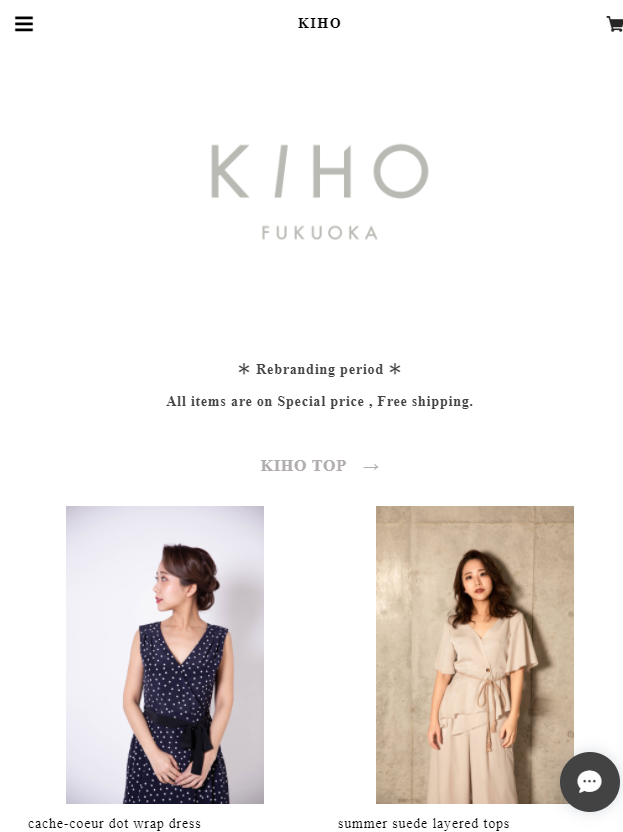 KIHO
KIHO
FUKUOKA
＊ Rebranding period ＊
All items are on Special price , Free shipping.
KIHO TOP →
cache-coeur dot wrap dress
summer suede layered tops